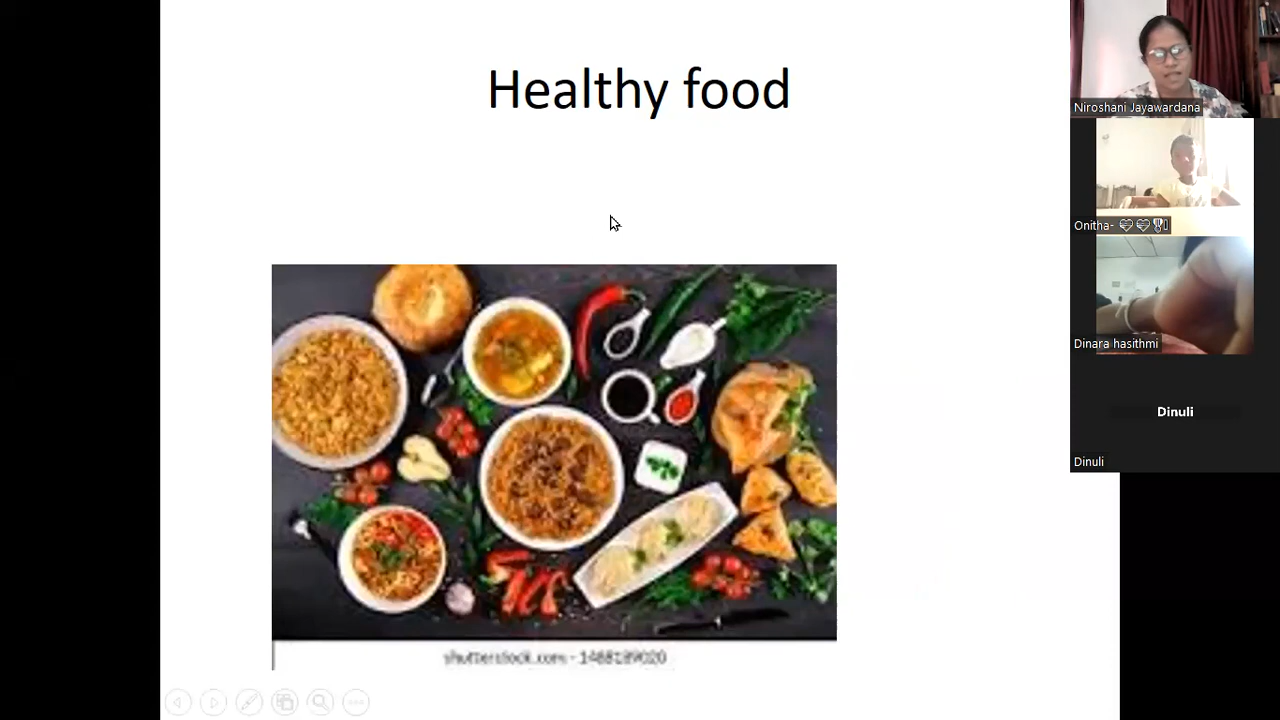 Healthy food
shutterstock.com - 1488189020
Niroshani Jayawardana
Onitha-
Dinara hasithmi
Dinuli
Dinuli